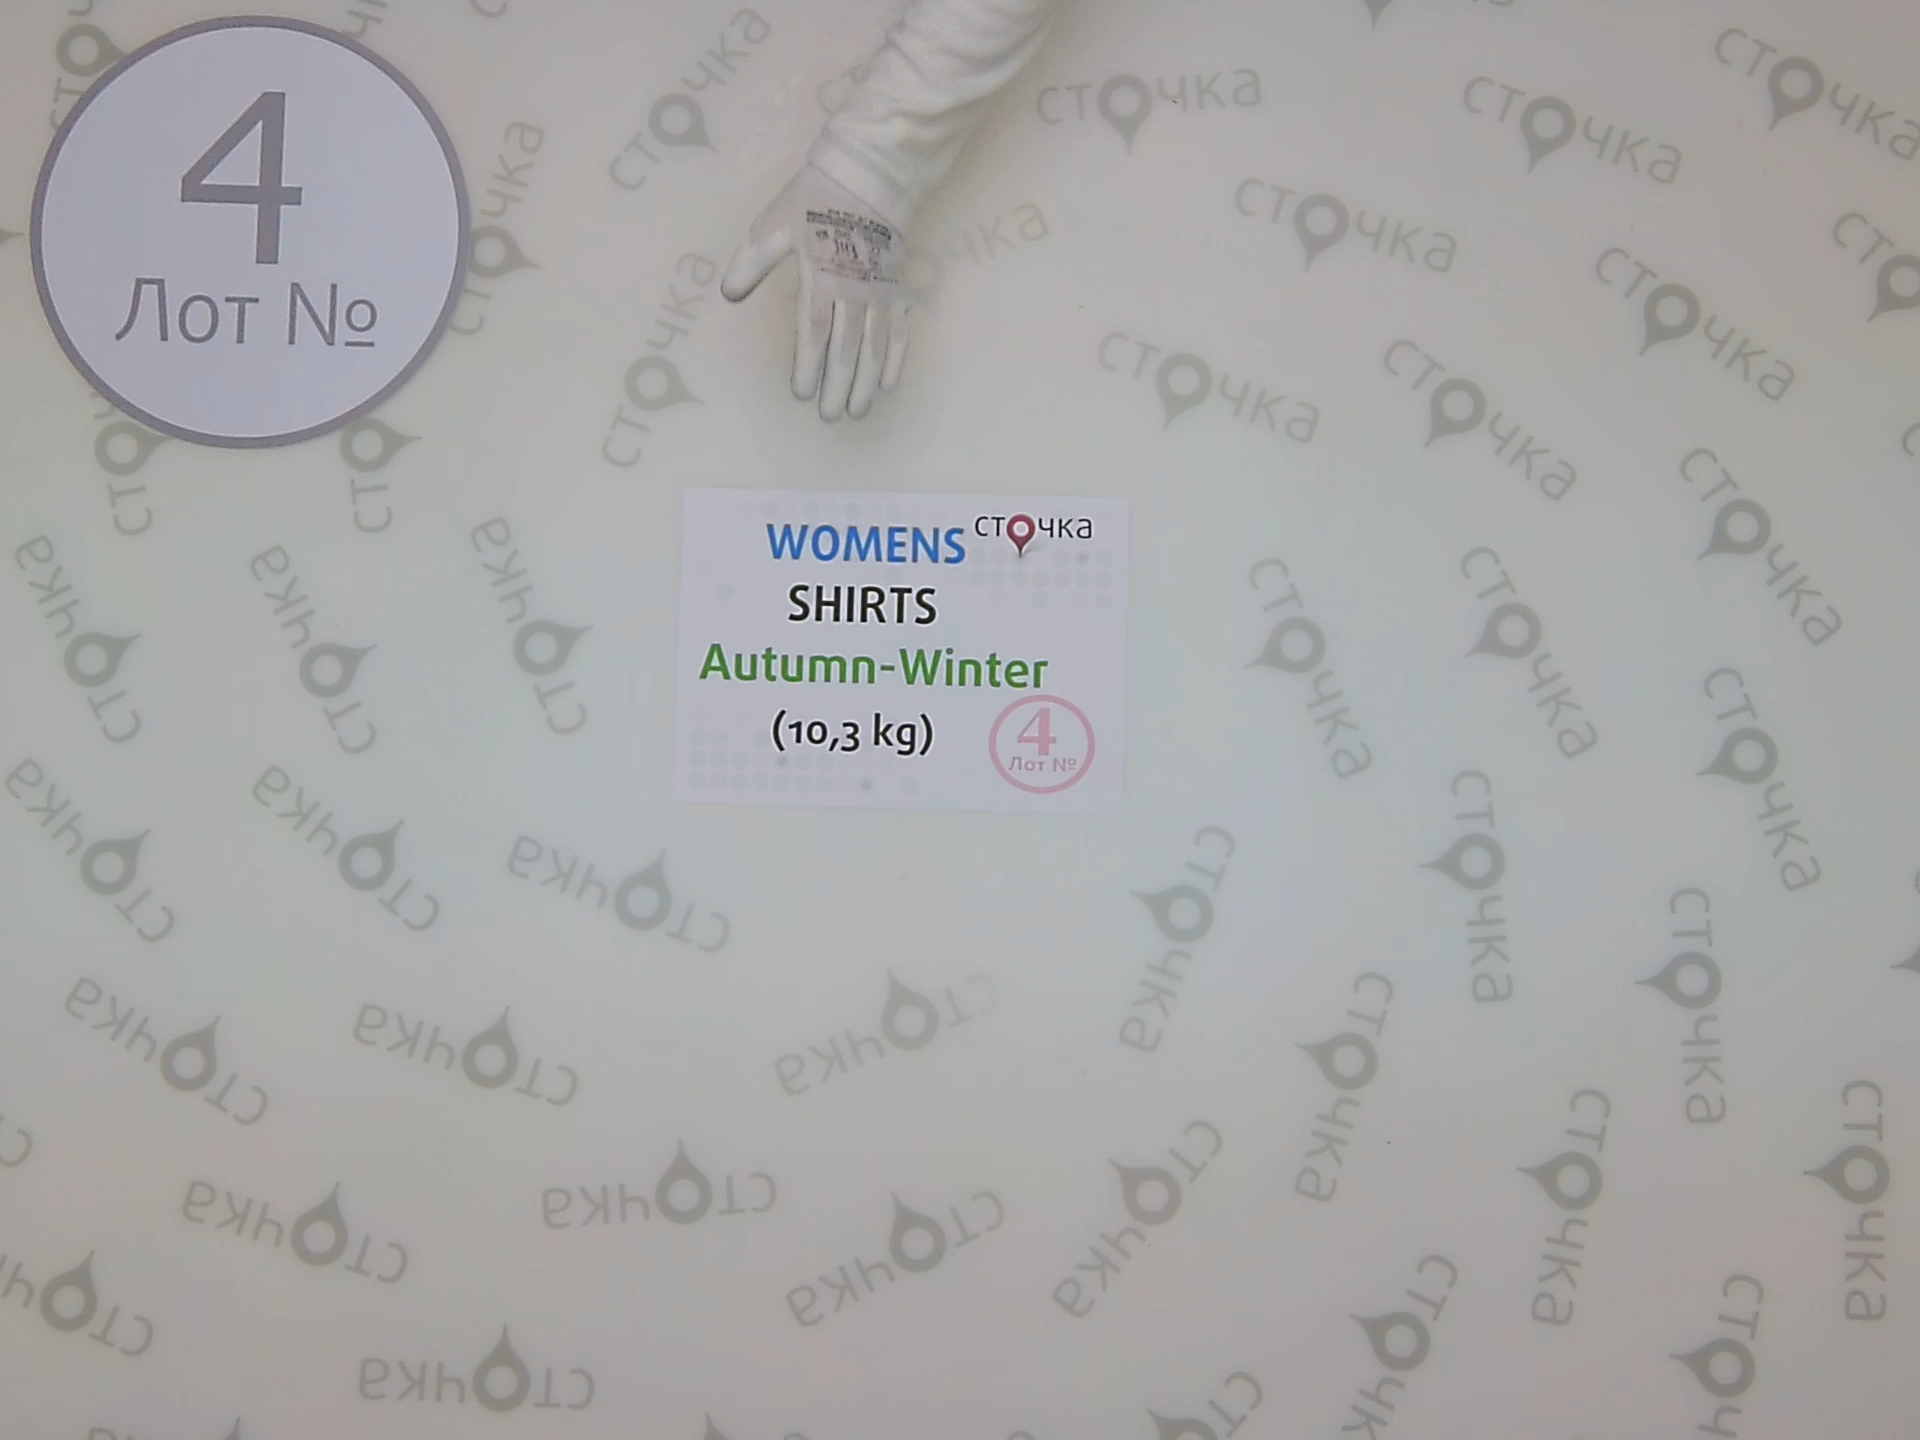 4
Лот №
WOMENS
сточка
SHIRTS
Autumn-Winter
(10,3 kg)
4
Лот №